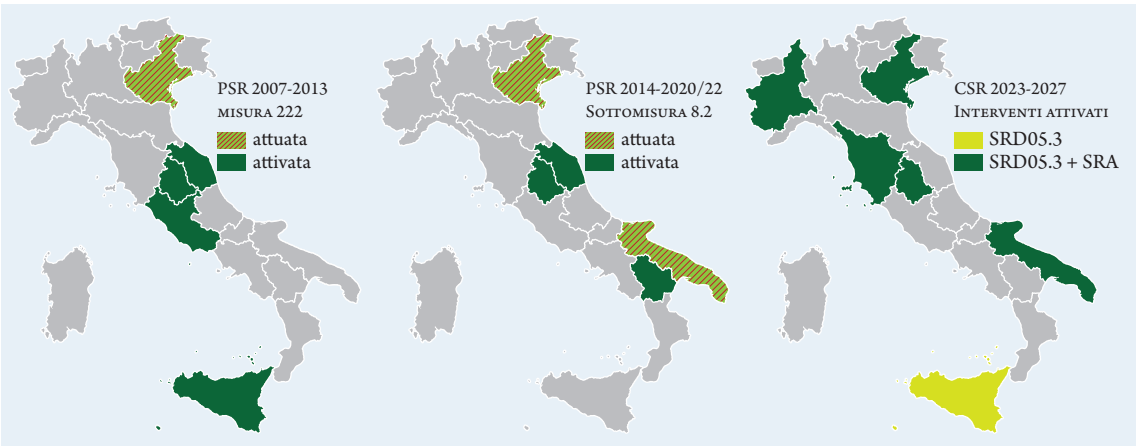 PSR 2007-2013
MISURA 222
attuata
attivata
PSR 2014-2020/22
SOTTOMISURA 8.2
attuata
attivata
CSR 2023-2027
INTERVENTI ATTIVATI
SRD05.3
SRD05.3 + SRA